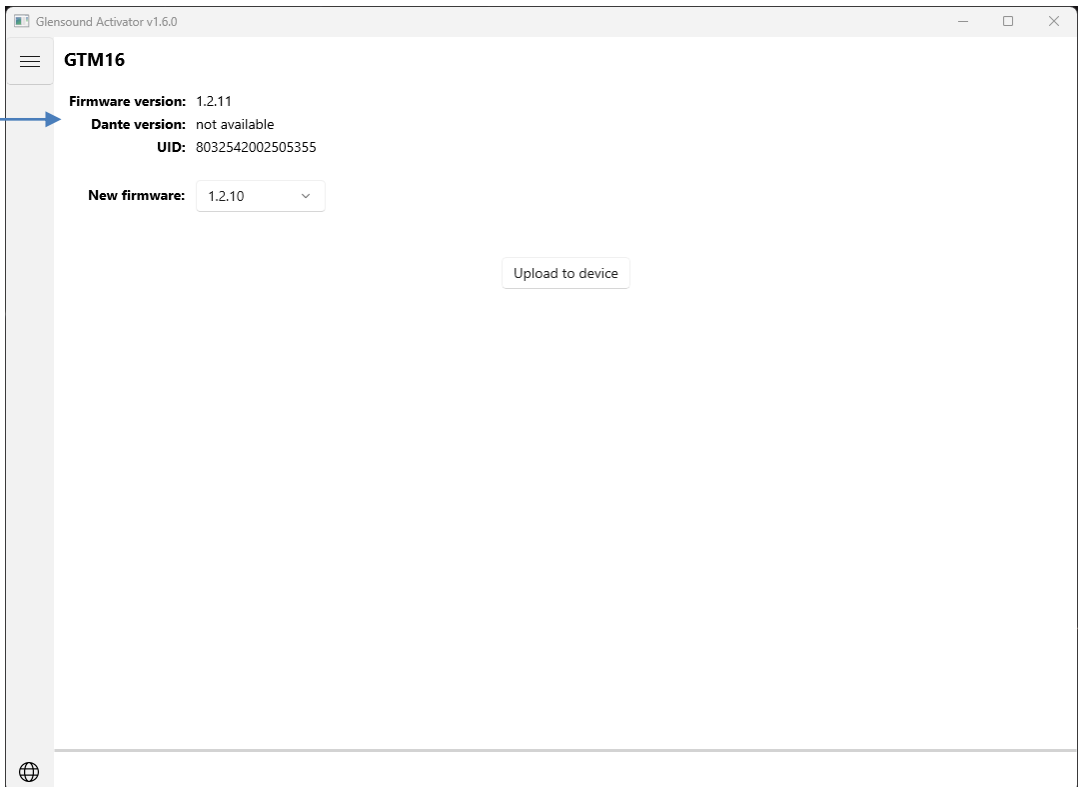 Glensound Activator v1.6.0
GTM16
Firmware version: 1.2.11
Dante version: not available
UID: 8032542002505355
New firmware: 1.2.10
Upload to device